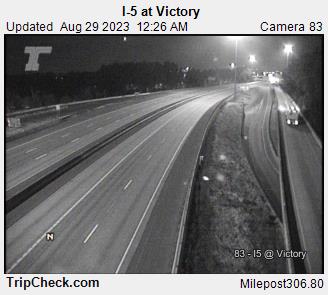 I-5 at Victory
Updated Aug 29 2023 12:26 AM Camera 83
T
N
83 - I5 @ Victory
TripCheck.com Milepost306.80